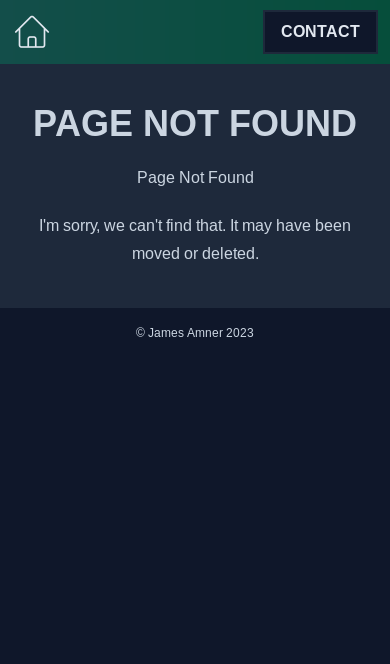 CONTACT
PAGE NOT FOUND
Page Not Found
I'm sorry, we can't find that. It may have been
moved or deleted.
© James Amner 2023